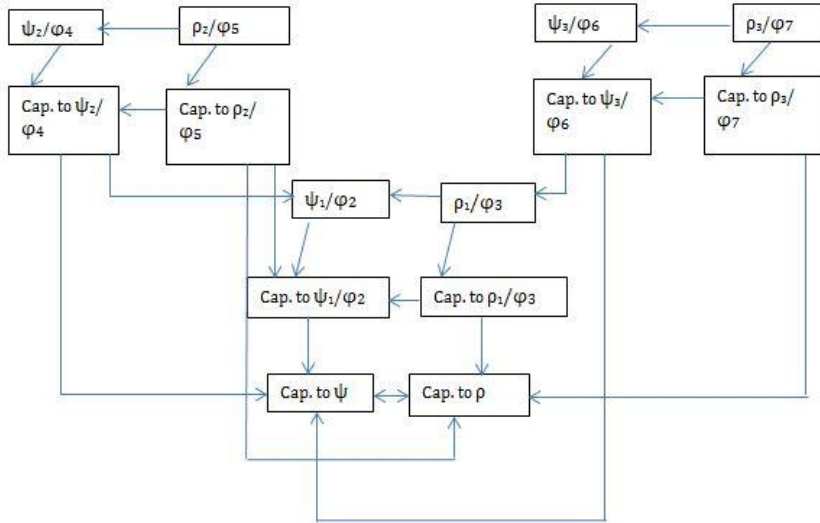 ψ₂/φ4
ρ₂/φ5
ψ₃/φ6
ρ₃/φ7
Cap. to ψ₂/
φ4
Cap. to ρ₂/
φ5
Cap. to ψ₃/
φ6
Cap. to ρ₃/
φ7
ψ₁/φ2
ρ₁/φ3
Cap. to ψ₁/φ2
Cap. to ρ₁/φ3
Cap. to ψ
Cap. to ρ